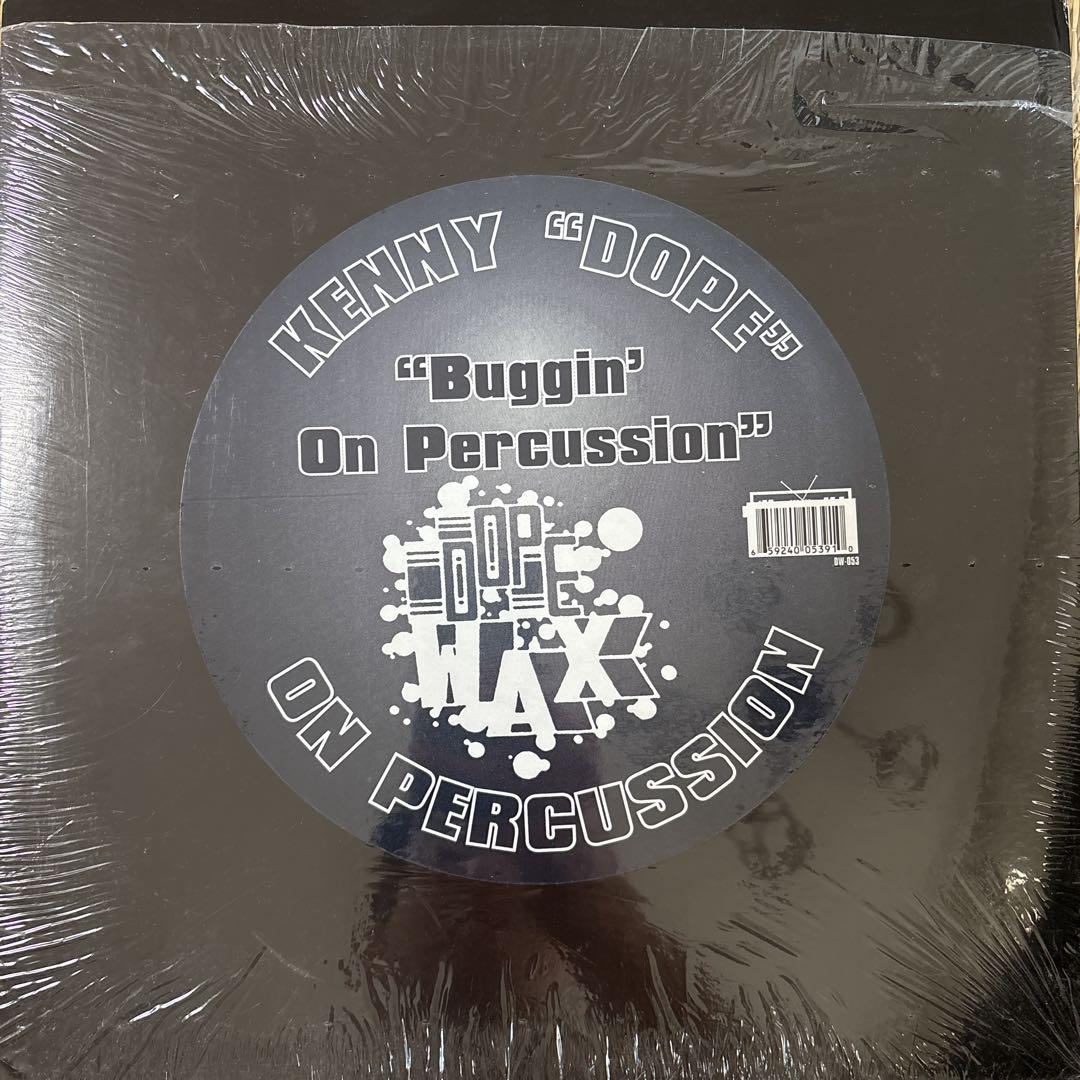 KENNY “DOPE”
“Buggin’
On Percussion”
DOPE
WAX
6 59240 05391 0
DW-053
ON PERCUSSION